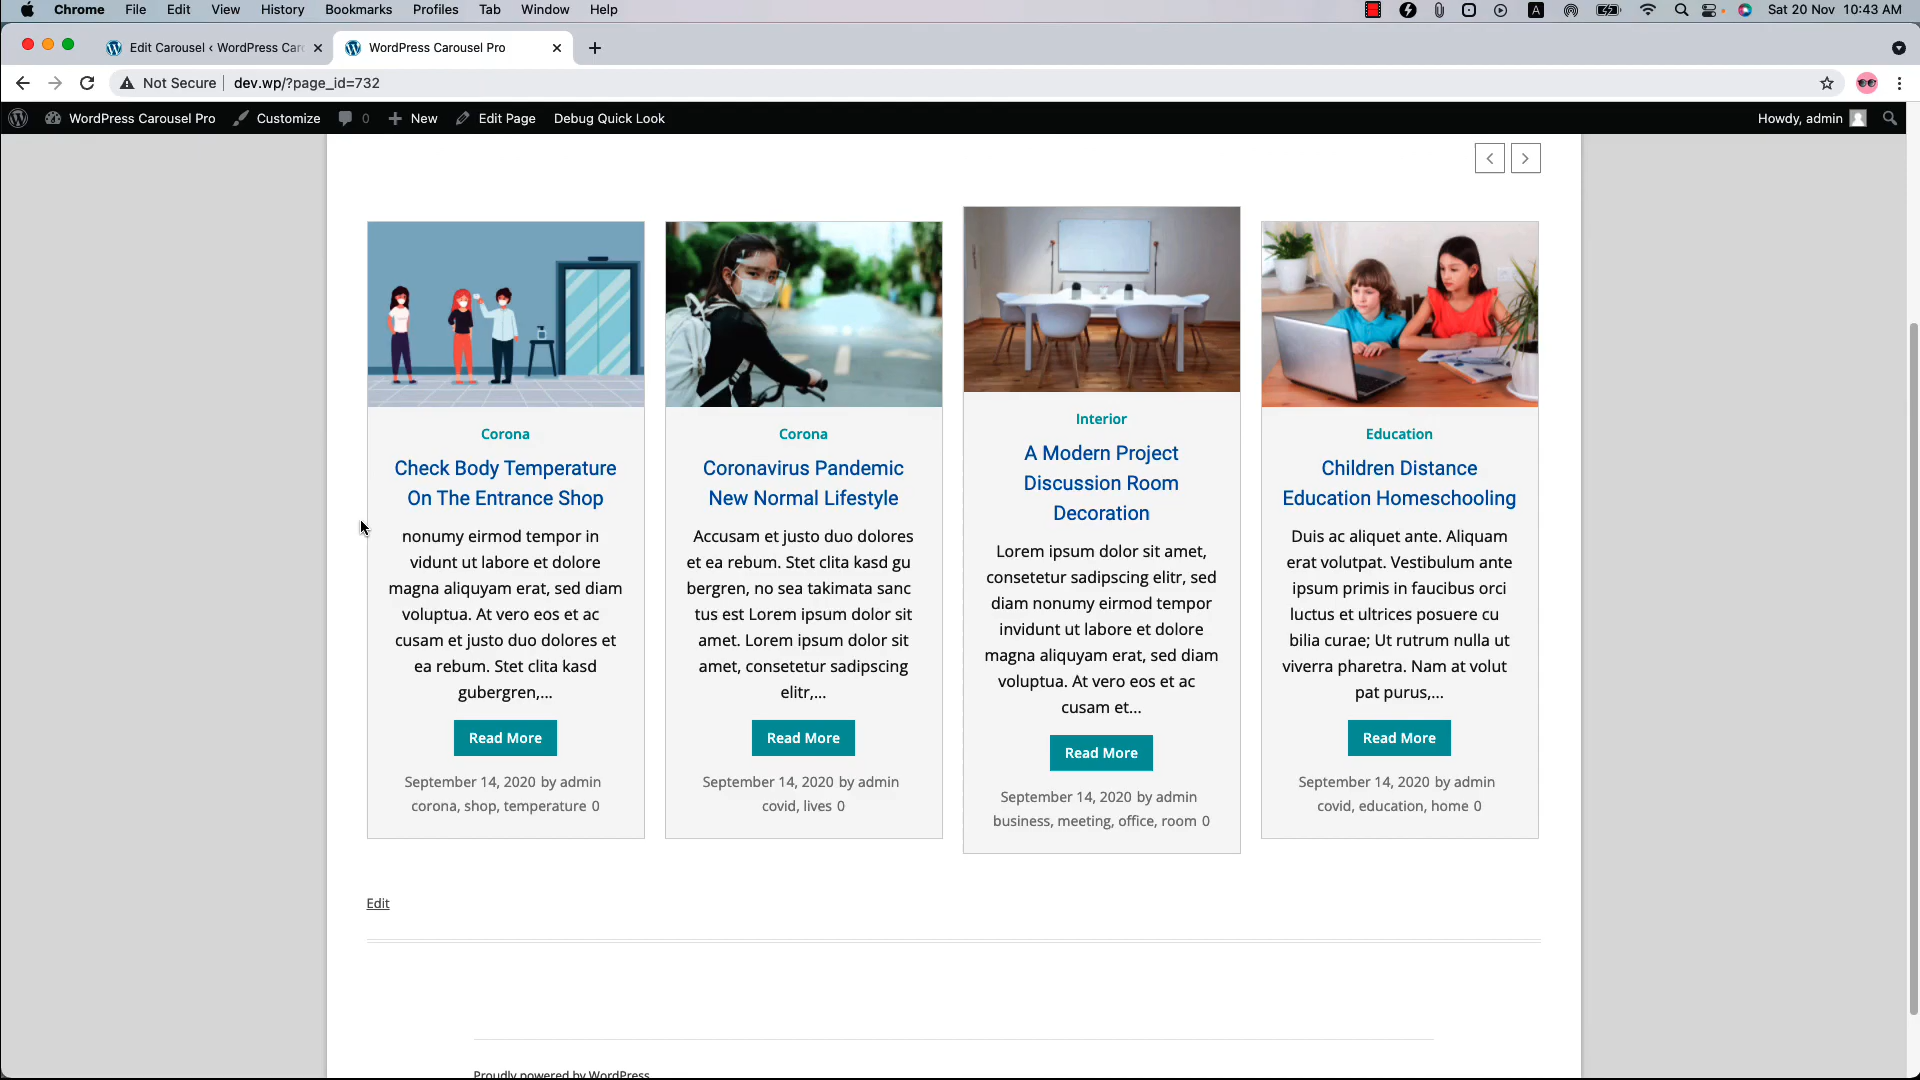 Chrome File Edit View History Bookmarks Profiles Tab Window Help A Sat 20 Nov 10:43 AM
Edit Carousel ‹ WordPress Car
WordPress Carousel Pro
Not Secure dev.wp/?page_id=732
WordPress Carousel Pro Customize 0 New Edit Page Debug Quick Look Howdy, admin
Corona
Check Body Temperature
On The Entrance Shop
nonumy eirmod tempor in
vidunt ut labore et dolore
magna aliquyam erat, sed diam
voluptua. At vero eos et ac
cusam et justo duo dolores et
ea rebum. Stet clita kasd
gubergren,...
Read More
September 14, 2020 by admin
corona, shop, temperature 0
Corona
Coronavirus Pandemic
New Normal Lifestyle
Accusam et justo duo dolores
et ea rebum. Stet clita kasd gu
bergren, no sea takimata sanc
tus est Lorem ipsum dolor sit
amet. Lorem ipsum dolor sit
amet, consetetur sadipscing
elitr,...
Read More
September 14, 2020 by admin
covid, lives 0
Interior
A Modern Project
Discussion Room
Decoration
Lorem ipsum dolor sit amet,
consetetur sadipscing elitr, sed
diam nonumy eirmod tempor
invidunt ut labore et dolore
magna aliquyam erat, sed diam
voluptua. At vero eos et ac
cusam et...
Read More
September 14, 2020 by admin
business, meeting, office, room 0
Education
Children Distance
Education Homeschooling
Duis ac aliquet ante. Aliquam
erat volutpat. Vestibulum ante
ipsum primis in faucibus orci
luctus et ultrices posuere cu
bilia curae; Ut rutrum nulla ut
viverra pharetra. Nam at volut
pat purus,...
Read More
September 14, 2020 by admin
covid, education, home 0
Edit
Proudly powered by WordPress